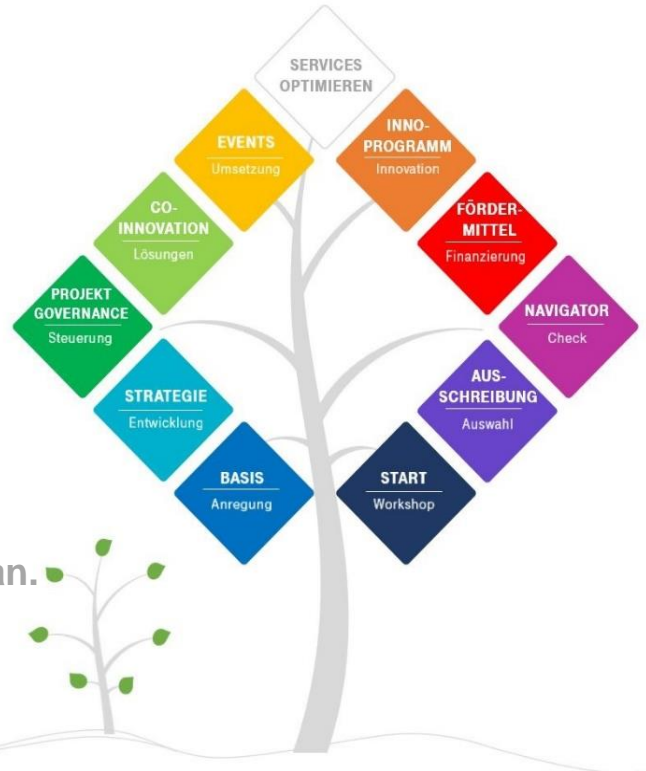 SERVICES
OPTIMIEREN
EVENTS
Umsetzung
INNO-
PROGRAMM
Innovation
CO-
INNOVATION
Lösungen
FÖRDER-
MITTEL
Finanzierung
PROJEKT
GOVERNANCE
Steuerung
NAVIGATOR
Check
STRATEGIE
Entwicklung
AUS-
SCHREIBUNG
Auswahl
BASIS
Anregung
START
Workshop
an.